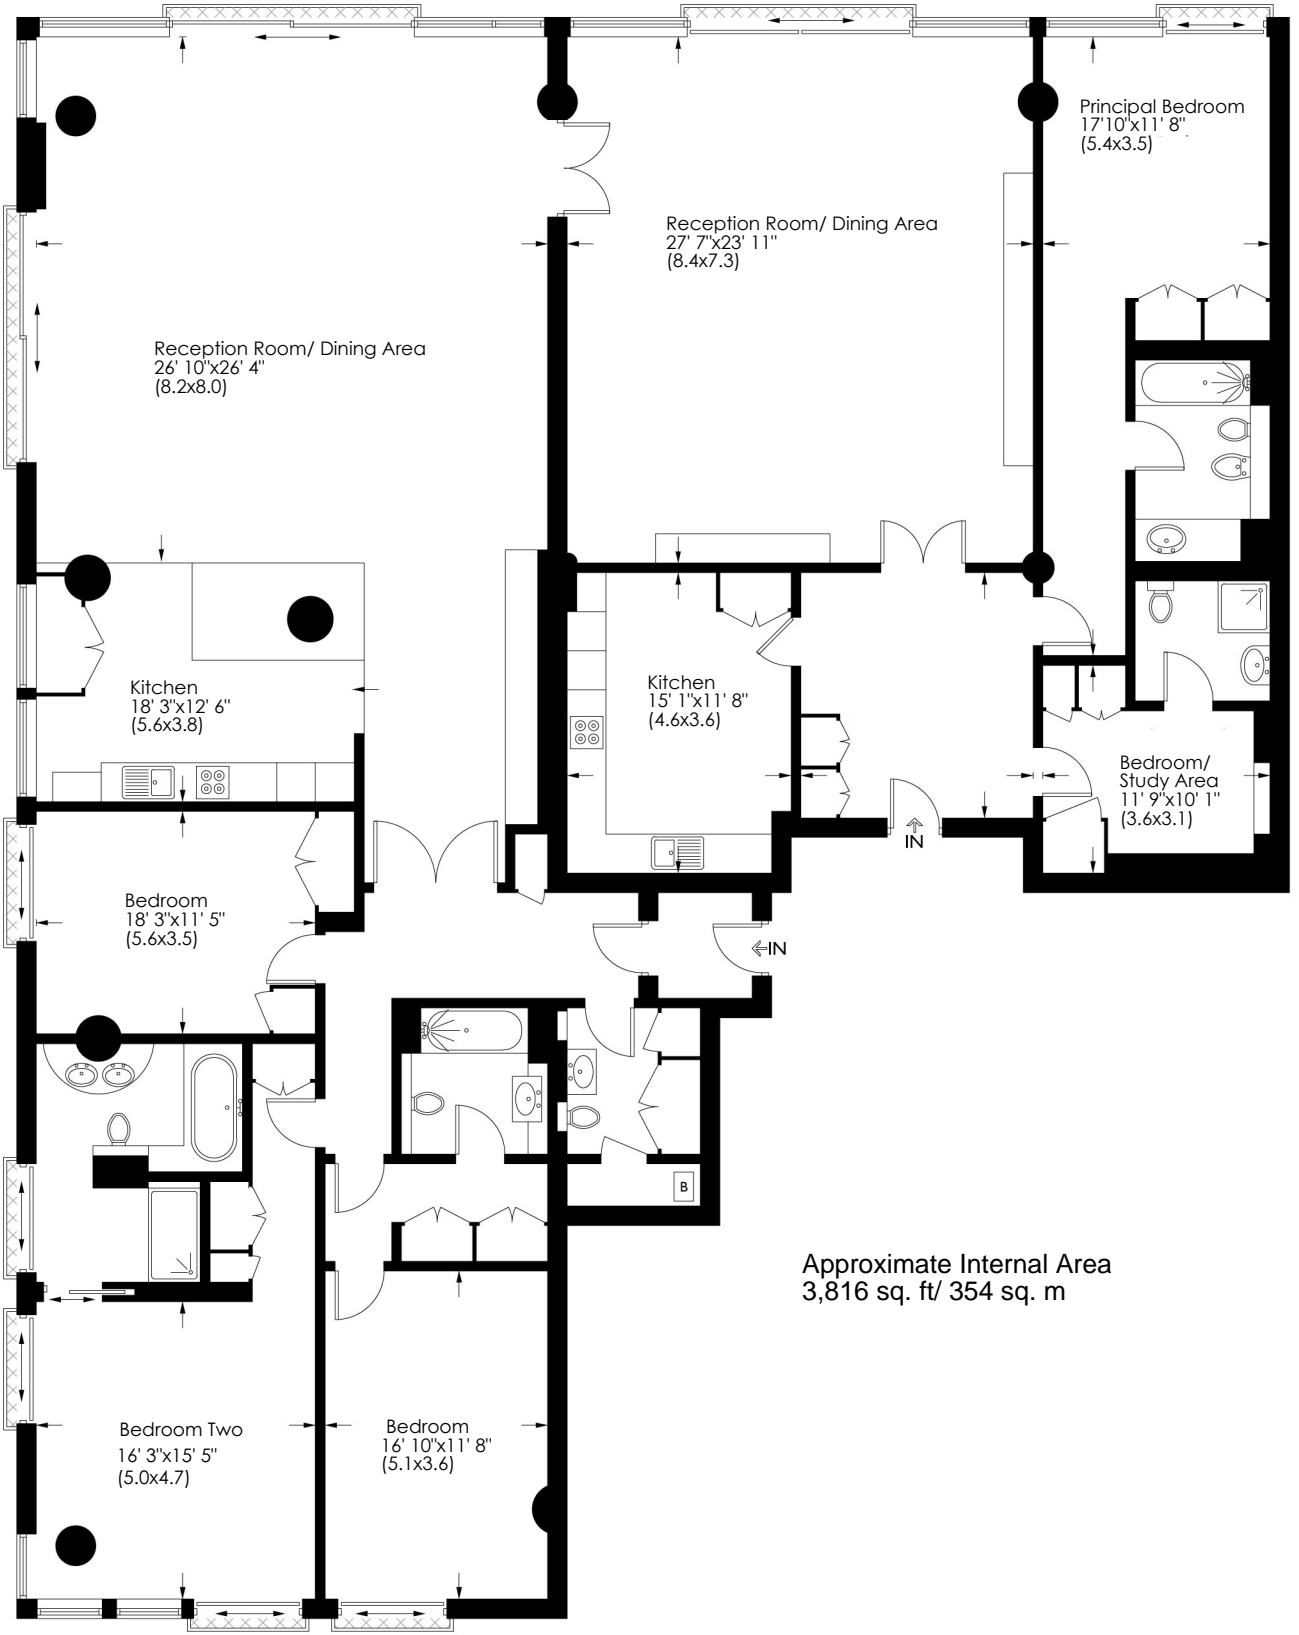 Principal Bedroom
17'10"x11' 8"
(5.4x3.5)
Reception Room/ Dining Area
27' 7"x23' 11"
(8.4x7.3)
Reception Room/ Dining Area
26' 10"x26' 4"
(8.2x8.0)
Kitchen
18' 3"x12' 6"
(5.6x3.8)
Kitchen
15' 1"x11' 8"
(4.6x3.6)
Bedroom/
Study Area
11' 9"x10' 1"
(3.6x3.1)
IN
Bedroom
18' 3"x11' 5"
(5.6x3.5)
IN
B
Approximate Internal Area
3,816 sq. ft/ 354 sq. m
Bedroom Two
16' 3"x15' 5"
(5.0x4.7)
Bedroom
16' 10"x11' 8"
(5.1x3.6)